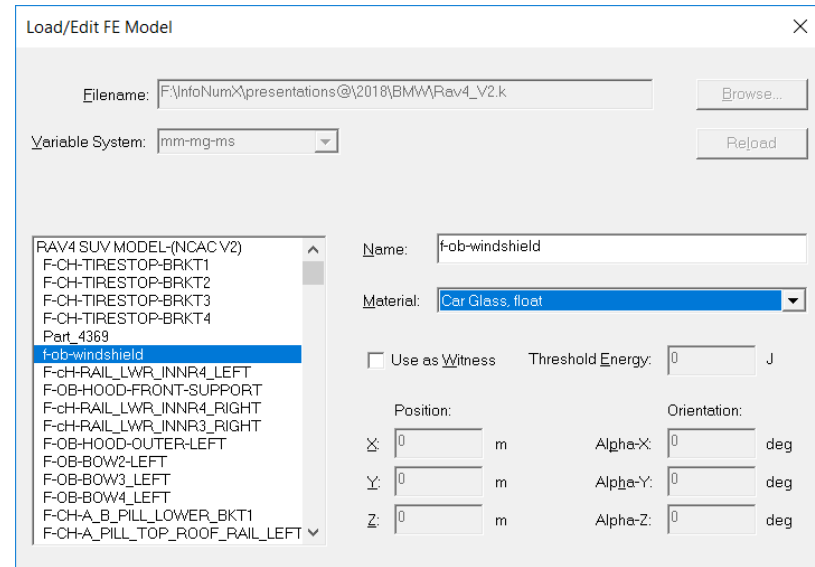 Load/Edit FE Model
Filename: F:\InfoNumX\presentations@\2018\BMW\Rav4_V2.k Browse...
Variable System: mm-mg-ms Reload
RAV4 SUV MODEL-(NCAC V2)
F-CH-TIRESTOP-BRKT1
F-CH-TIRESTOP-BRKT2
F-CH-TIRESTOP-BRKT3
F-CH-TIRESTOP-BRKT4
Part_4369
f-ob-windshield
F-cH-RAIL_LWR_INNR4_LEFT
F-OB-HOOD-FRONT-SUPPORT
F-cH-RAIL_LWR_INNR4_RIGHT
F-cH-RAIL_LWR_INNR3_RIGHT
F-OB-HOOD-OUTER-LEFT
F-OB-BOW2-LEFT
F-OB-BOW3_LEFT
F-OB-BOW4_LEFT
F-CH-A_B_PILL_LOWER_BKT1
F-CH-A_PILL_TOP_ROOF_RAIL_LEFT
Name: f-ob-windshield
Material: Car Glass, float
Use as Witness Threshold Energy: 0 J
Position: Orientation:
X: 0 m Alpha-X: 0 deg
Y: 0 m Alpha-Y: 0 deg
Z: 0 m Alpha-Z: 0 deg